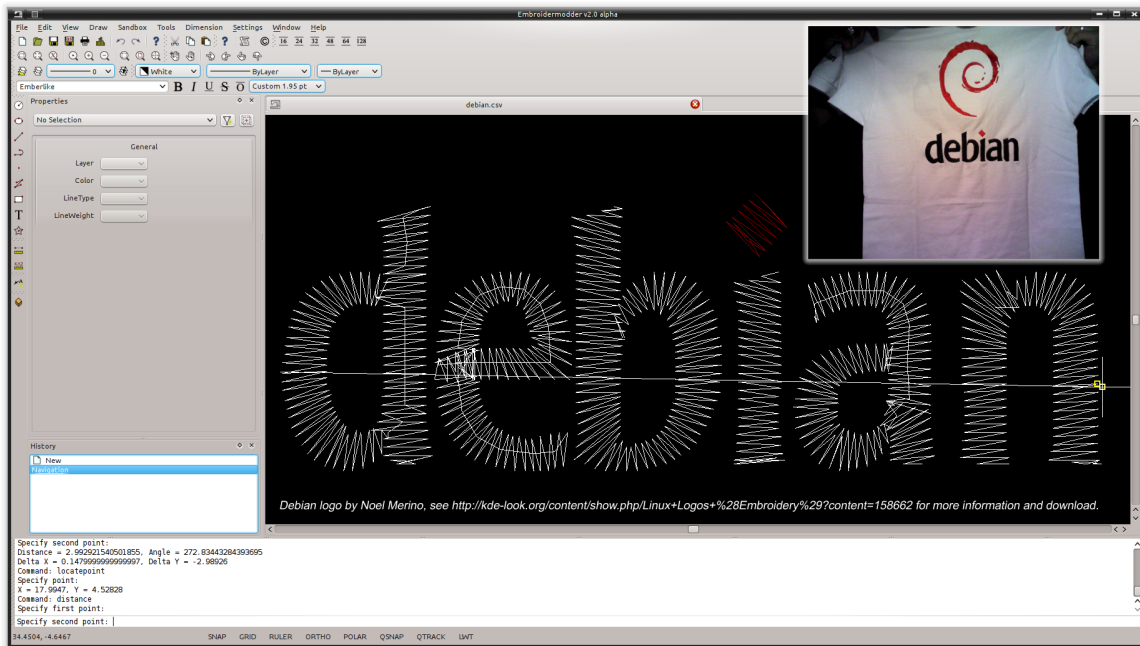 Embroidermodder v2.0 alpha
File Edit View Draw Sandbox Tools Dimension Settings Window Help
16 24 32 48 64 128
0 White ByLayer ByLayer
Emberlike B I U S O Custom 1.95 pt
Properties
No Selection
General
Layer
Color
LineType
LineWeight
T
debian.csv
debian
debian
Debian logo by Noel Merino, see http://kde-look.org/content/show.php/Linux+Logos+%28Embroidery%29?content=158662 for more information and download.
History
New
Navigation
Specify second point:
Distance = 2.992921540501855, Angle = 272.83443284393695
Delta X = 0.1479999999999997, Delta Y = -2.98926
Command: locatepoint
Specify point:
X = 17.9947, Y = 4.52828
Command: distance
Specify first point:
Specify second point:
34.4504, -4.6467 SNAP GRID RULER ORTHO POLAR QSNAP QTRACK LWT